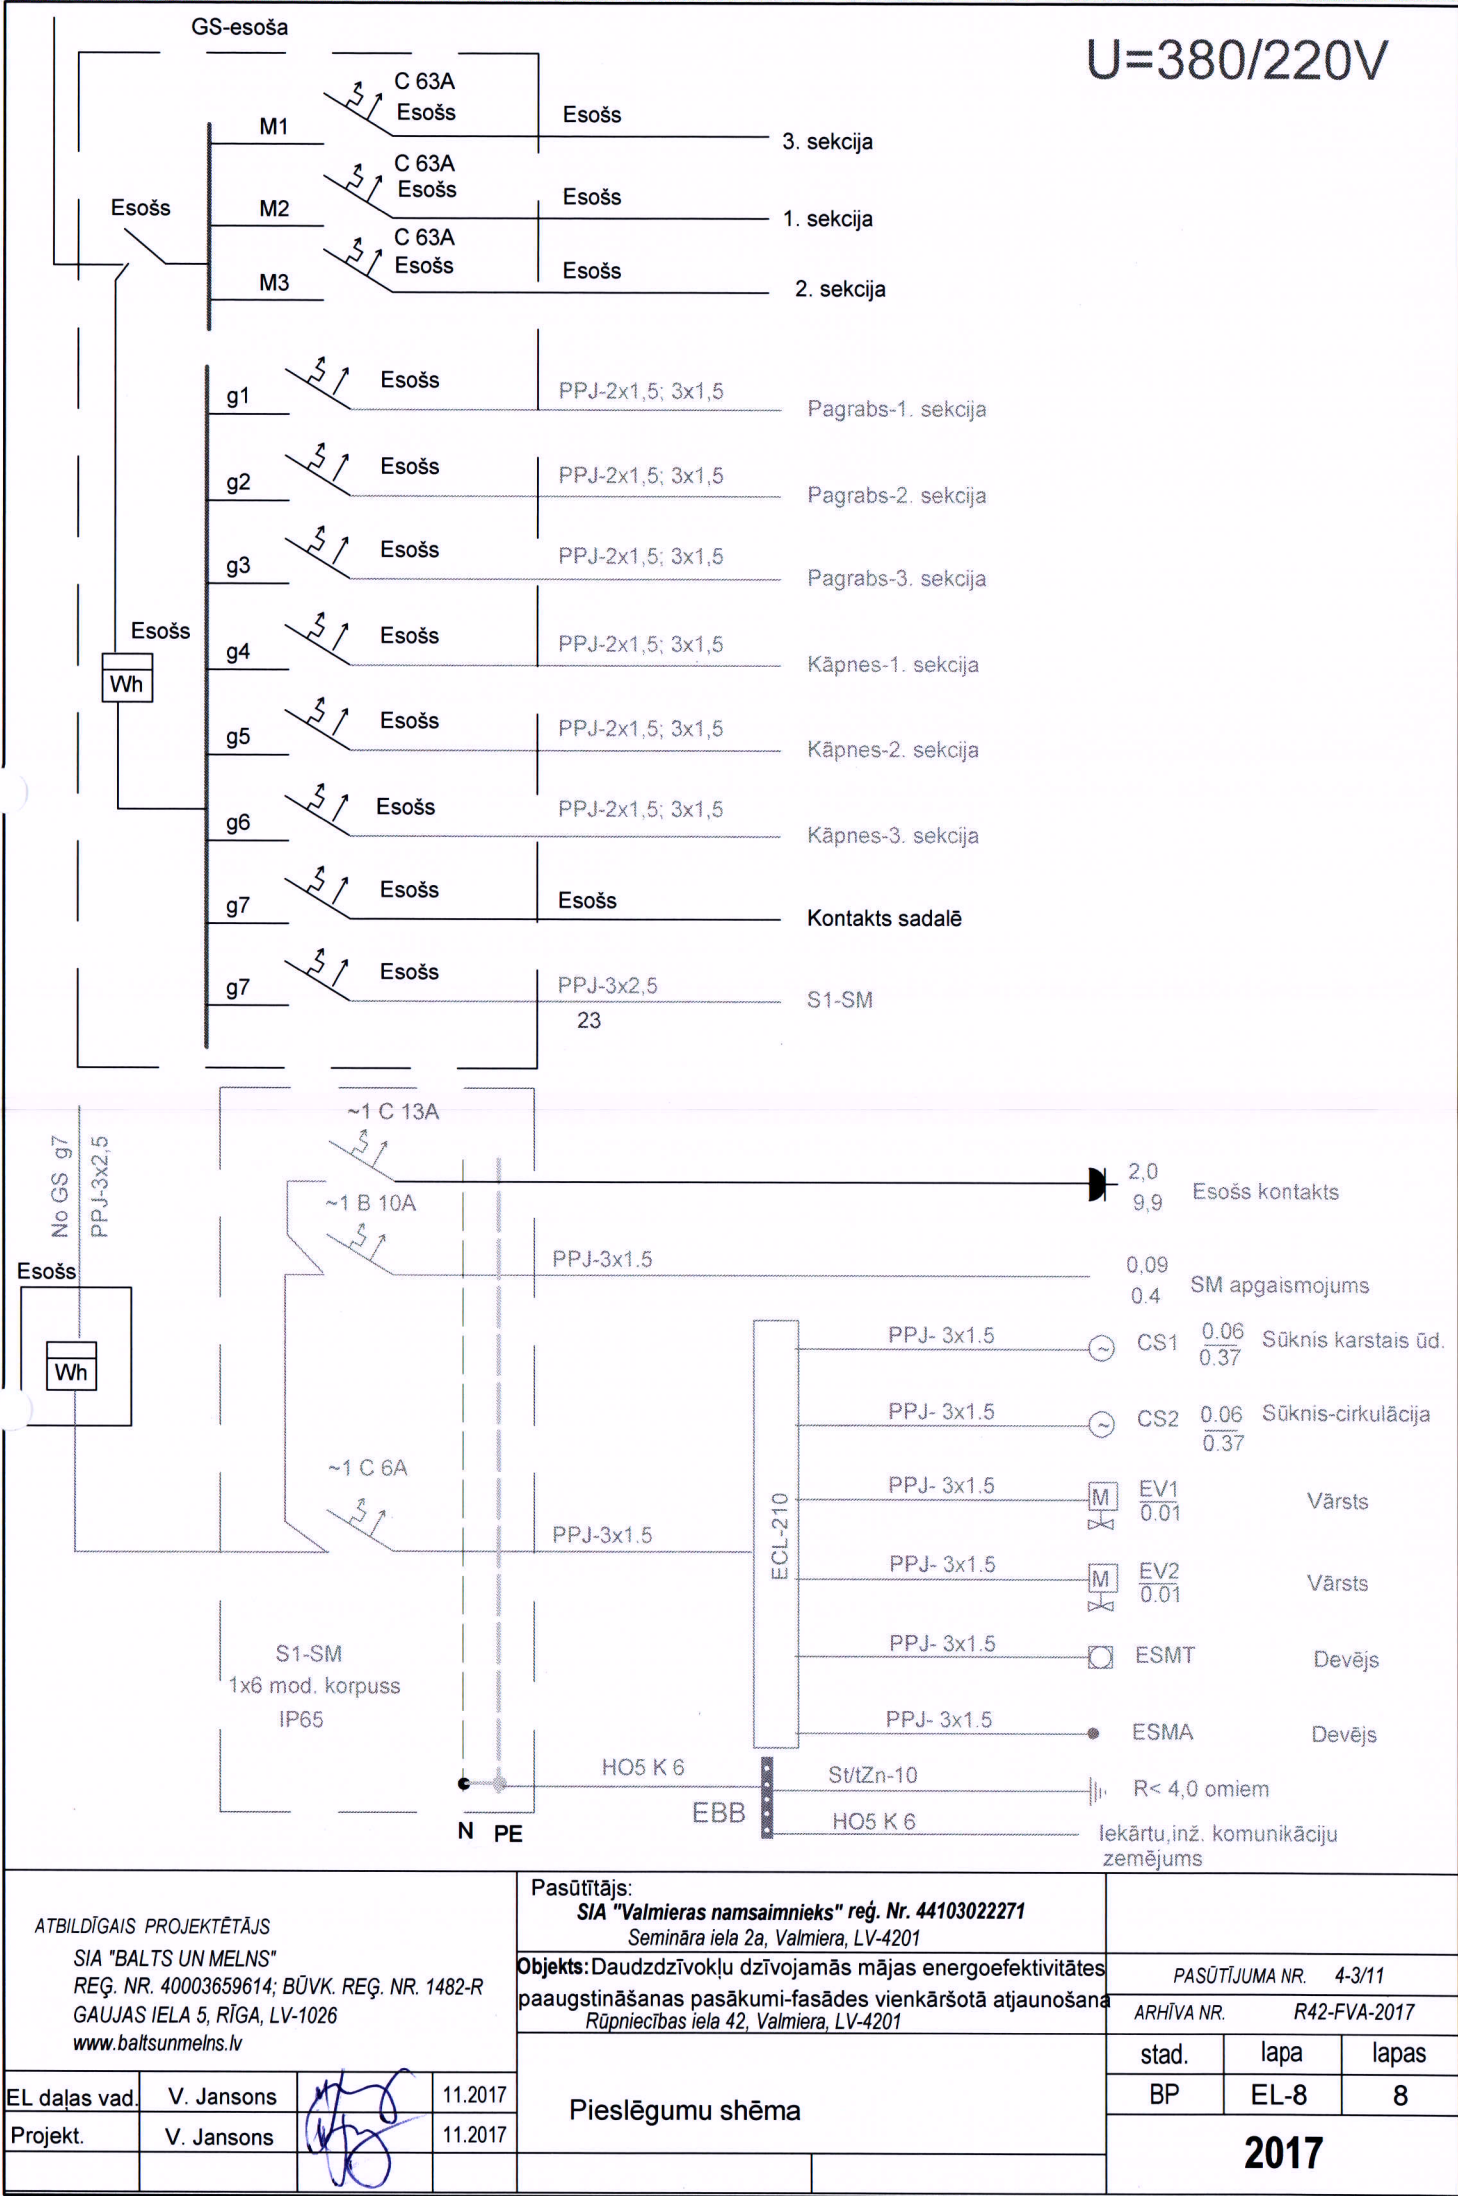 GS-esoša
U=380/220V
C 63A
Esošs
M1
Esošs
3. sekcija
C 63A
Esošs
M2
Esošs
1. sekcija
Esošs
C 63A
Esošs
M3
Esošs
2. sekcija
g1
Esošs
PPJ-2x1,5; 3x1,5
Pagrabs-1. sekcija
g2
Esošs
PPJ-2x1,5; 3x1,5
Pagrabs-2. sekcija
g3
Esošs
PPJ-2x1,5; 3x1,5
Pagrabs-3. sekcija
Esošs
Wh
g4
Esošs
PPJ-2x1,5; 3x1,5
Kāpnes-1. sekcija
g5
Esošs
PPJ-2x1,5; 3x1,5
Kāpnes-2. sekcija
g6
Esošs
PPJ-2x1,5; 3x1,5
Kāpnes-3. sekcija
g7
Esošs
Esošs
Kontakts sadalē
g7
Esošs
PPJ-3x2,5
23
S1-SM
No GS g7
PPJ-3x2,5
Esošs
Wh
~1 C 13A
2,0
9,9
Esošs kontakts
~1 B 10A
PPJ-3x1.5
0,09
0.4
SM apgaismojums
~1 C 6A
PPJ-3x1.5
ECL-210
PPJ- 3x1.5
CS1
0.06
0.37
Sūknis karstais ūd.
PPJ- 3x1.5
CS2
0.06
0.37
Sūknis-cirkulācija
PPJ- 3x1.5
M
EV1
0.01
Vārsts
PPJ- 3x1.5
M
EV2
0.01
Vārsts
PPJ- 3x1.5
ESMT
Devējs
PPJ- 3x1.5
ESMA
Devējs
S1-SM
1x6 mod. korpuss
IP65
HO5 K 6
St/tZn-10
R< 4,0 omiem
EBB
HO5 K 6
Iekārtu,inž. komunikāciju
zemējums
N PE
ATBILDĪGAIS PROJEKTĒTĀJS
SIA "BALTS UN MELNS"
REĢ. NR. 40003659614; BŪVK. REĢ. NR. 1482-R
GAUJAS IELA 5, RĪGA, LV-1026
www.baltsunmelns.lv
Pasūtītājs:
SIA "Valmieras namsaimnieks" reģ. Nr. 44103022271
Semināra iela 2a, Valmiera, LV-4201
Objekts: Daudzdzīvokļu dzīvojamās mājas energoefektivitātes
paaugstināšanas pasākumi-fasādes vienkāršotā atjaunošana
Rūpniecības iela 42, Valmiera, LV-4201
PASŪTĪJUMA NR. 4-3/11
ARHĪVA NR. R42-FVA-2017
stad. lapa lapas
BP EL-8 8
2017
EL daļas vad. V. Jansons 11.2017
Projekt. V. Jansons 11.2017
Pieslēgumu shēma